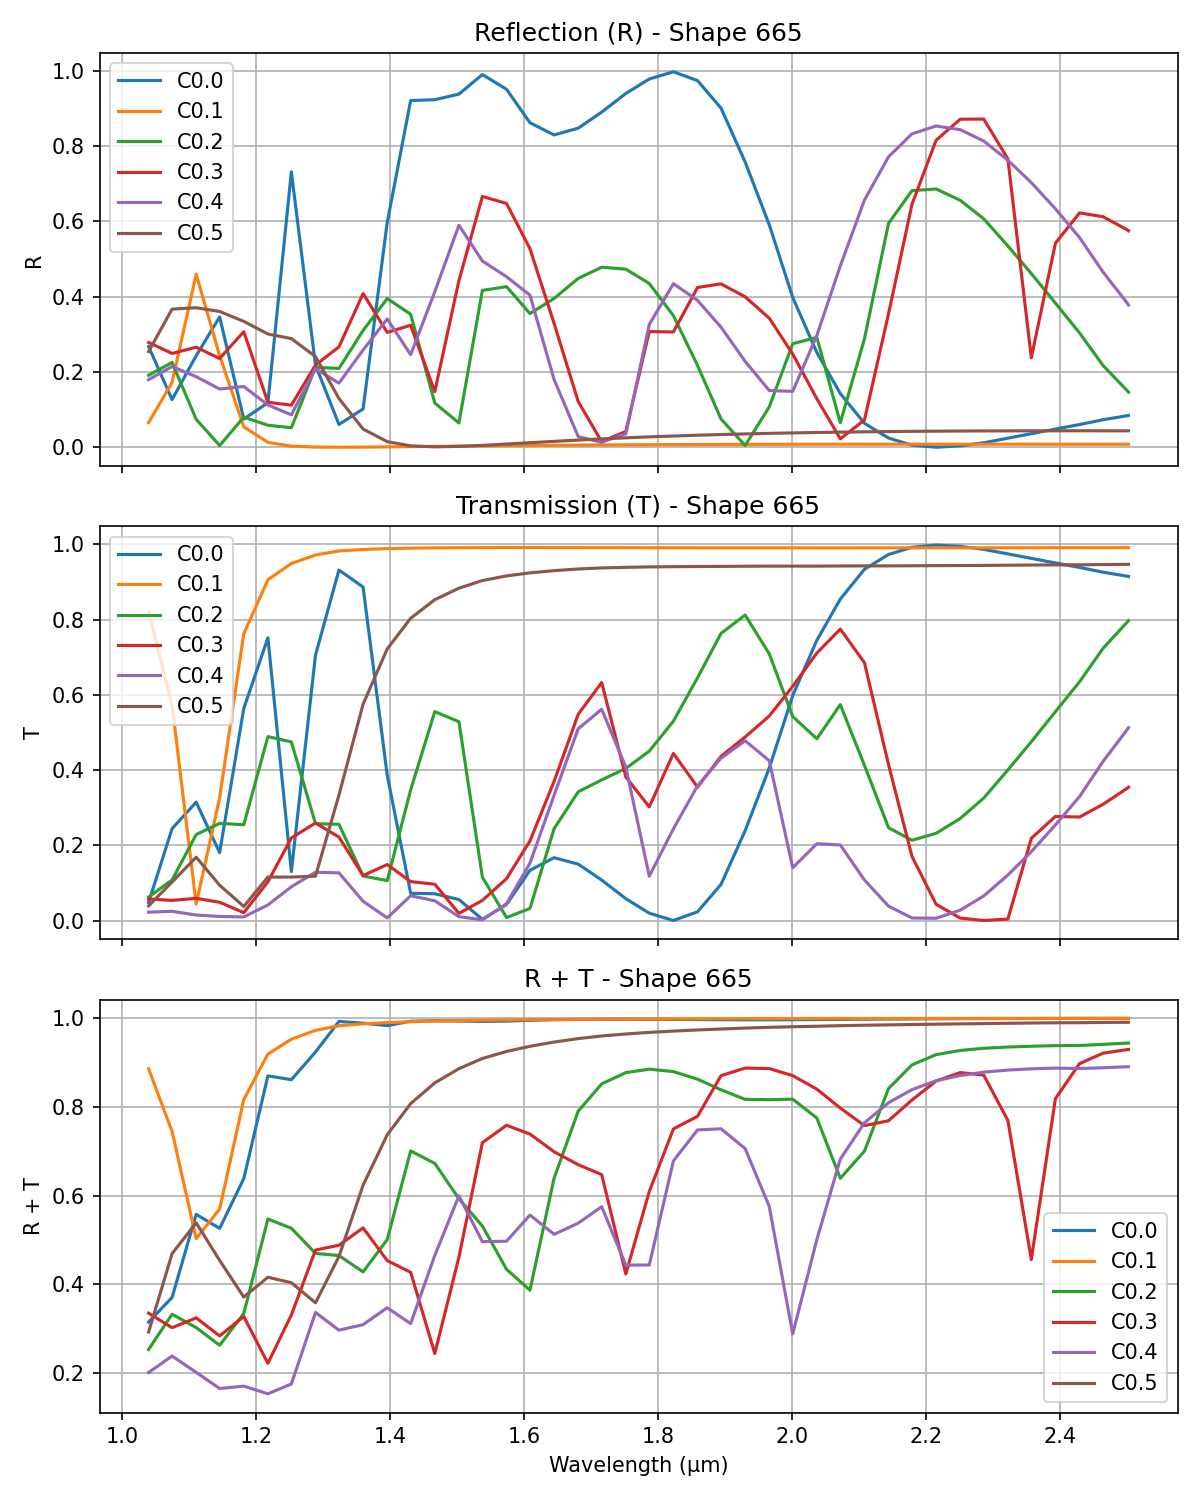 Reflection (R) - Shape 665
1.0
0.8
0.6
0.4
0.2
0.0
R
C0.0
C0.1
C0.2
C0.3
C0.4
C0.5
Transmission (T) - Shape 665
1.0
0.8
0.6
0.4
0.2
0.0
T
C0.0
C0.1
C0.2
C0.3
C0.4
C0.5
R + T - Shape 665
1.0
0.8
0.6
0.4
0.2
R + T
C0.0
C0.1
C0.2
C0.3
C0.4
C0.5
1.0 1.2 1.4 1.6 1.8 2.0 2.2 2.4
Wavelength (µm)